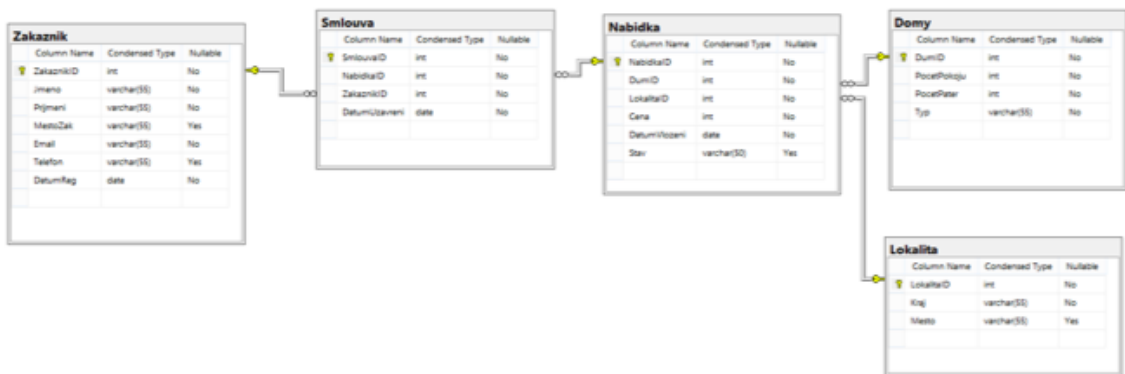 Zakaznik
Column Name Condensed Type Nullable
ZakaznikID int No
Jmeno varchar(55) No
Prijmeni varchar(55) No
MestoZak varchar(55) Yes
Email varchar(55) No
Telefon varchar(55) Yes
DatumReg date No
Smlouva
Column Name Condensed Type Nullable
SmlouvaID int No
NabidkaID int No
ZakaznikID int No
DatumUzavreni date No
Nabidka
Column Name Condensed Type Nullable
NabidkaID int No
DumID int No
LokalitaID int No
Cena int No
DatumVlozeni date No
Stav varchar(50) Yes
Domy
Column Name Condensed Type Nullable
DumID int No
PocetPokoju int No
PocetPater int No
Typ varchar(55) No
Lokalita
Column Name Condensed Type Nullable
LokalitaID int No
Kraj varchar(55) No
Mesto varchar(55) Yes